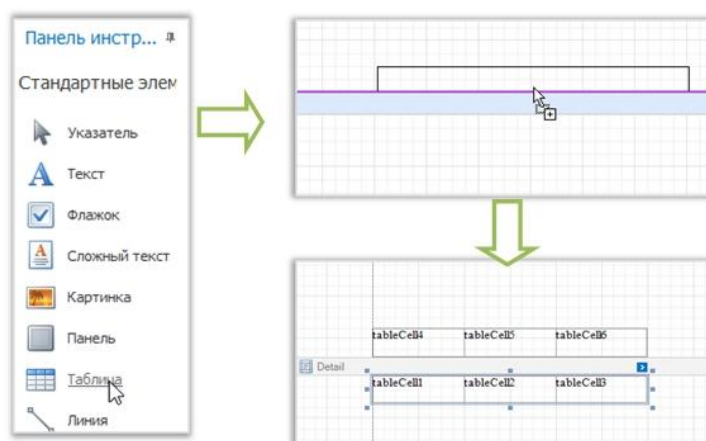 Панель инстр...
Стандартные элем
Указатель
Текст
Флажок
Сложный текст
Картинка
Панель
Таблица
Линия
tableCell4 tableCell5 tableCell6
Detail
tableCell1 tableCell2 tableCell3